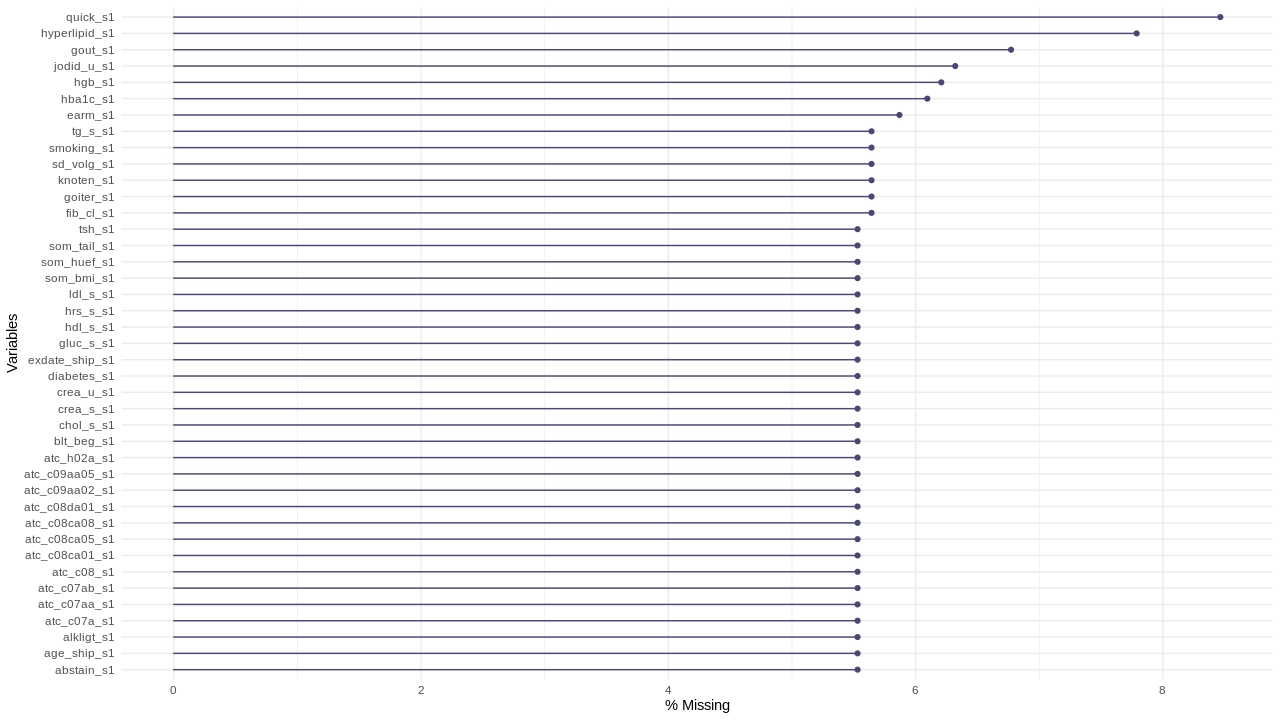 quick_s1
hyperlipid_s1
gout_s1
jodid_u_s1
hgb_s1
hba1c_s1
earm_s1
tg_s_s1
smoking_s1
sd_volg_s1
knoten_s1
goiter_s1
fib_cl_s1
tsh_s1
som_tail_s1
som_huef_s1
som_bmi_s1
ldl_s_s1
hrs_s_s1
hdl_s_s1
gluc_s_s1
exdate_ship_s1
diabetes_s1
crea_u_s1
crea_s_s1
chol_s_s1
blt_beg_s1
atc_h02a_s1
atc_c09aa05_s1
atc_c09aa02_s1
atc_c08da01_s1
atc_c08ca08_s1
atc_c08ca05_s1
atc_c08ca01_s1
atc_c08_s1
atc_c07ab_s1
atc_c07aa_s1
atc_c07a_s1
alkligt_s1
age_ship_s1
abstain_s1
Variables
0 2 4 6 8
% Missing